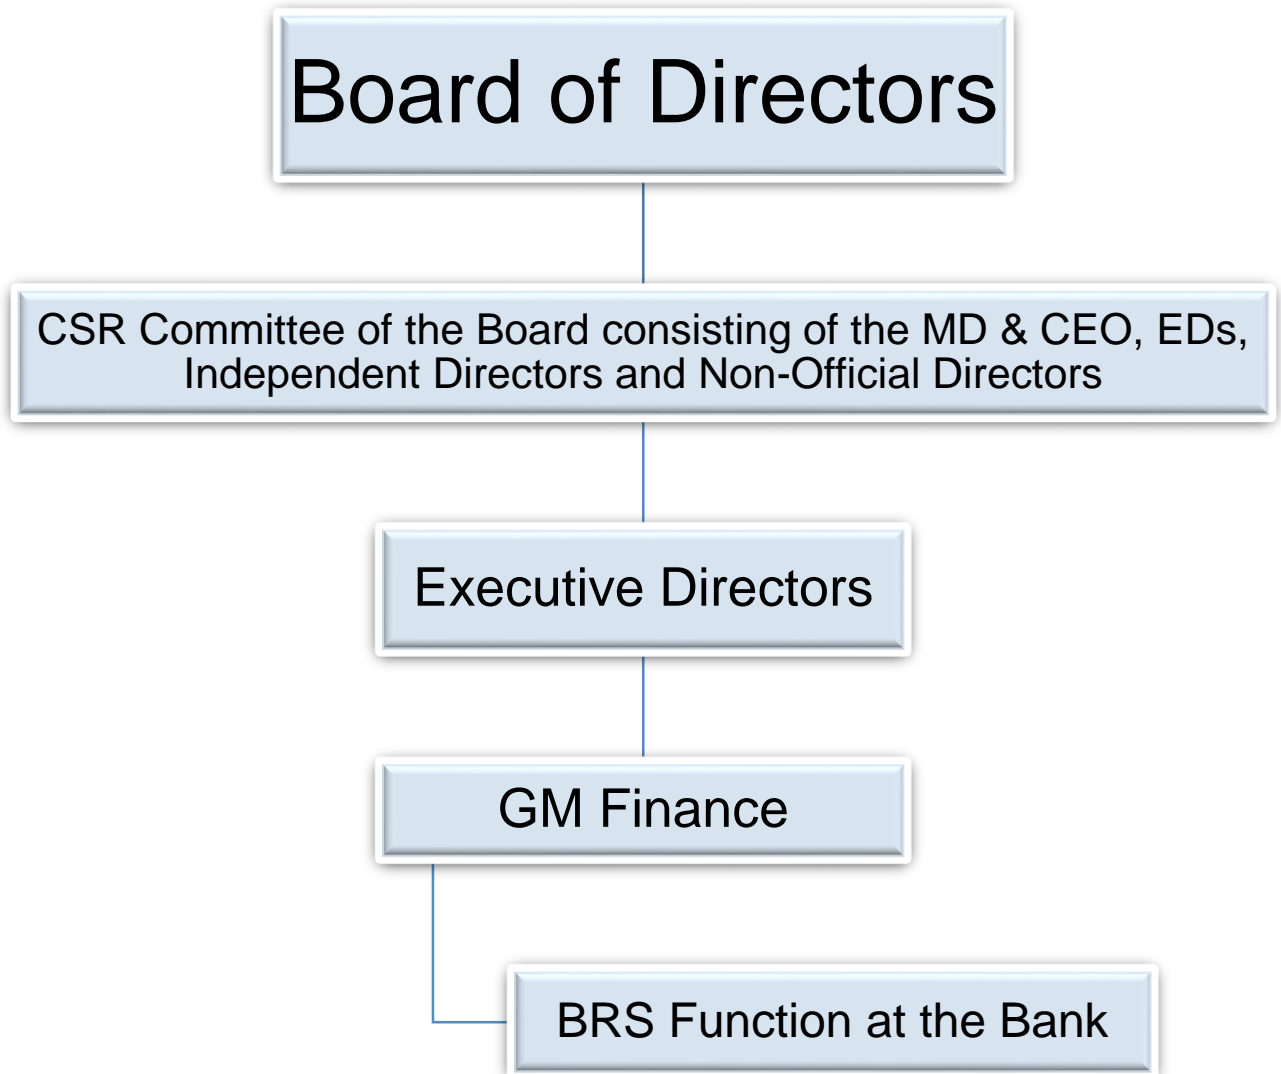 Board of Directors
CSR Committee of the Board consisting of the MD & CEO, EDs,
Independent Directors and Non-Official Directors
Executive Directors
GM Finance
BRS Function at the Bank